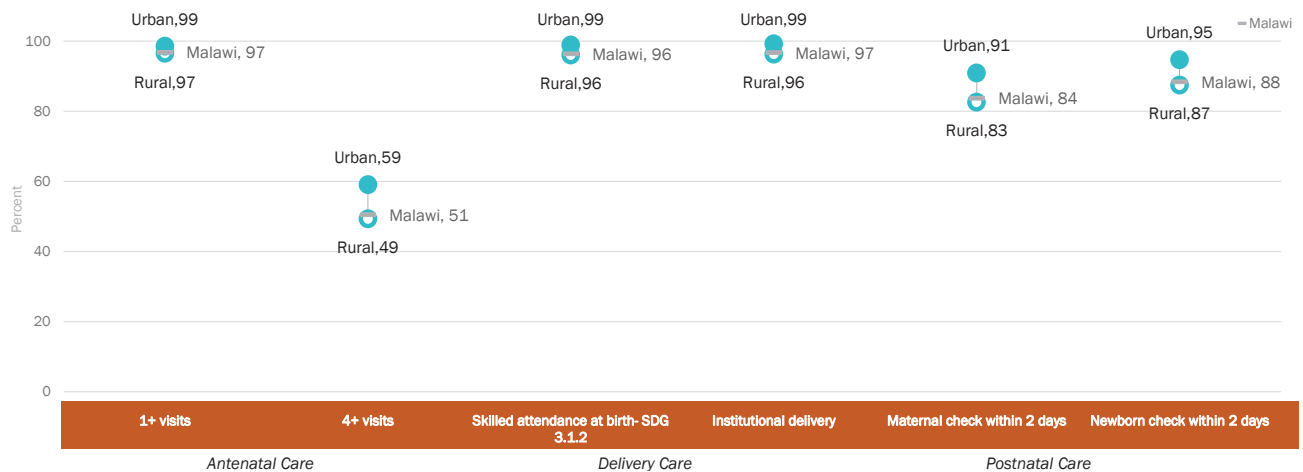 Urban,99
Urban,99
Urban,99
Malawi
Urban,91
Urban,95
100
Malawi, 97
Malawi, 96
Malawi, 97
Rural,97
Rural,96
Rural,96
Malawi, 84
Malawi, 88
80
Rural,83
Rural,87
Urban,59
60
Percent
Malawi, 51
Rural,49
40
20
0
1+ visits
4+ visits
Skilled attendance at birth- SDG
3.1.2
Institutional delivery
Maternal check within 2 days
Newborn check within 2 days
Antenatal Care
Delivery Care
Postnatal Care